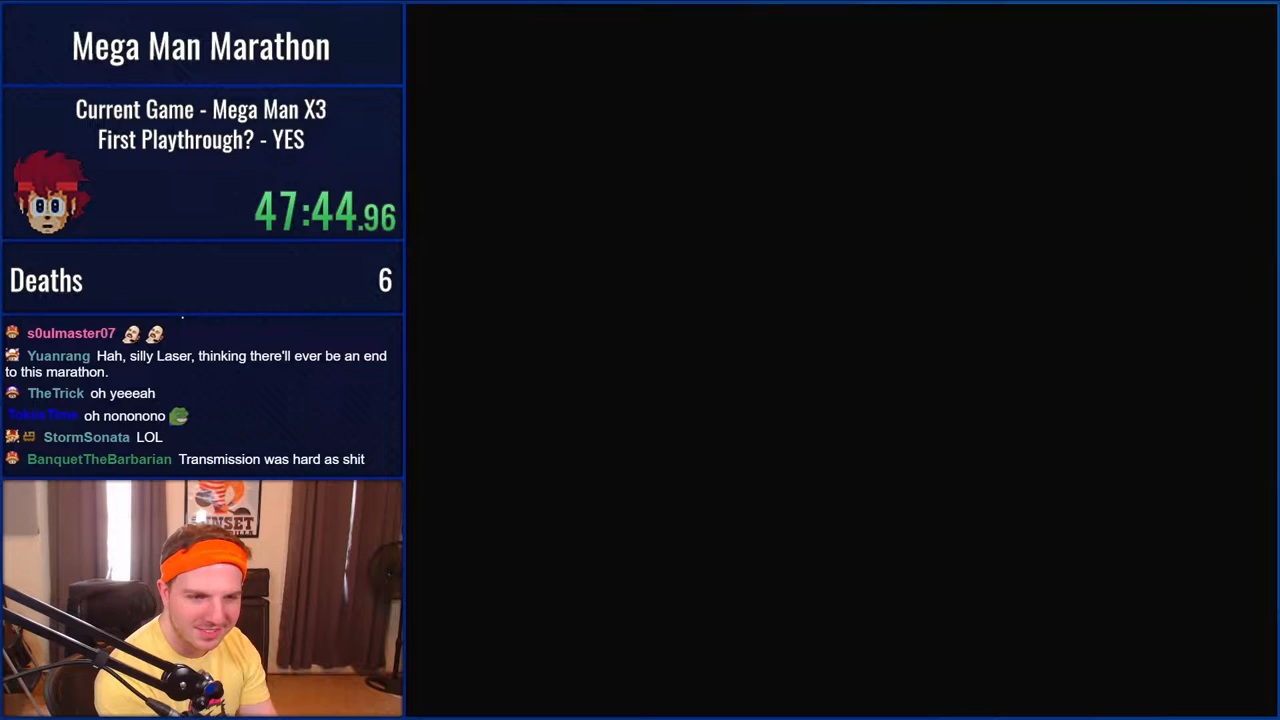 Mega Man Marathon
Current Game - Mega Man X3
First Playthrough? - YES
47:44.96
Deaths 6
s0ulmaster07
Yuanrang Hah, silly Laser, thinking there'll ever be an end
to this marathon.
TheTrick oh yeeeah
oh nonononono
StormSonata LOL
BanquetTheBarbarian Transmission was hard as shit